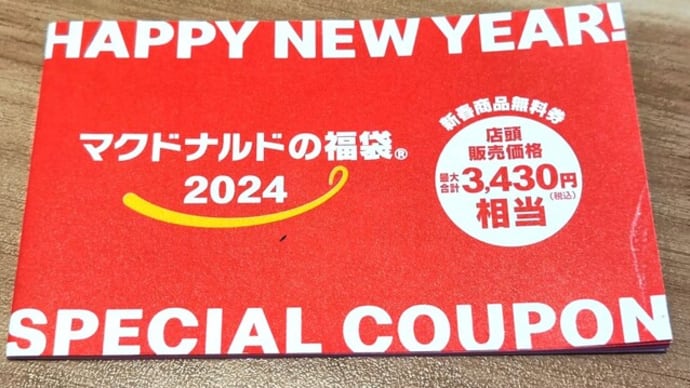 HAPPY NEW YEAR!
マクドナルドの福袋®
2024
新春商品無料券
店頭
販売価格
最大
合計 3,430円
(税込)
相当
SPECIAL COUPON